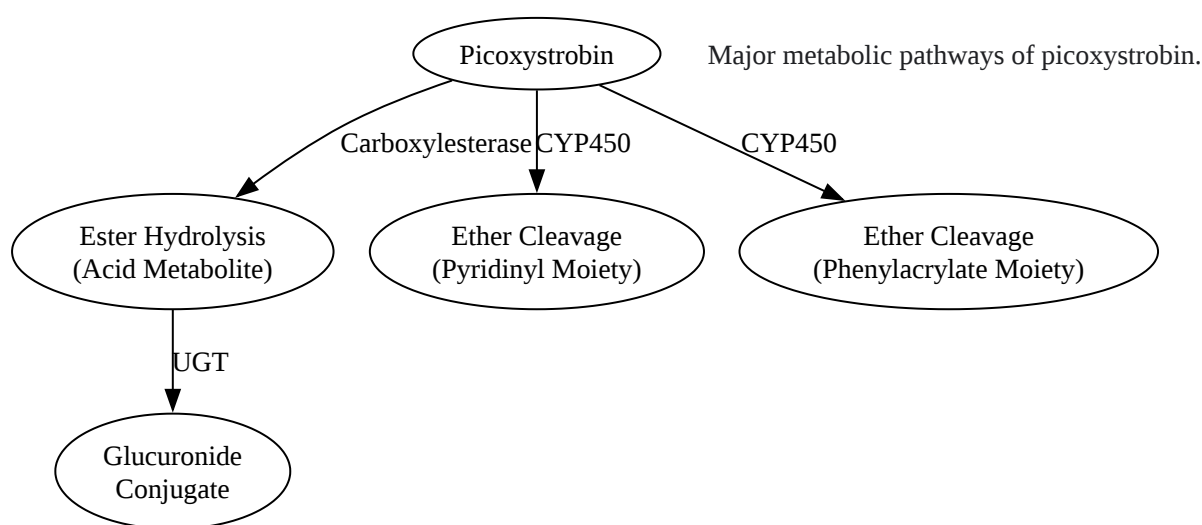 Picoxystrobin
Major metabolic pathways of picoxystrobin.
Carboxylesterase
CYP450
CYP450
Ester Hydrolysis
(Acid Metabolite)
Ether Cleavage
(Pyridinyl Moiety)
Ether Cleavage
(Phenylacrylate Moiety)
UGT
Glucuronide
Conjugate